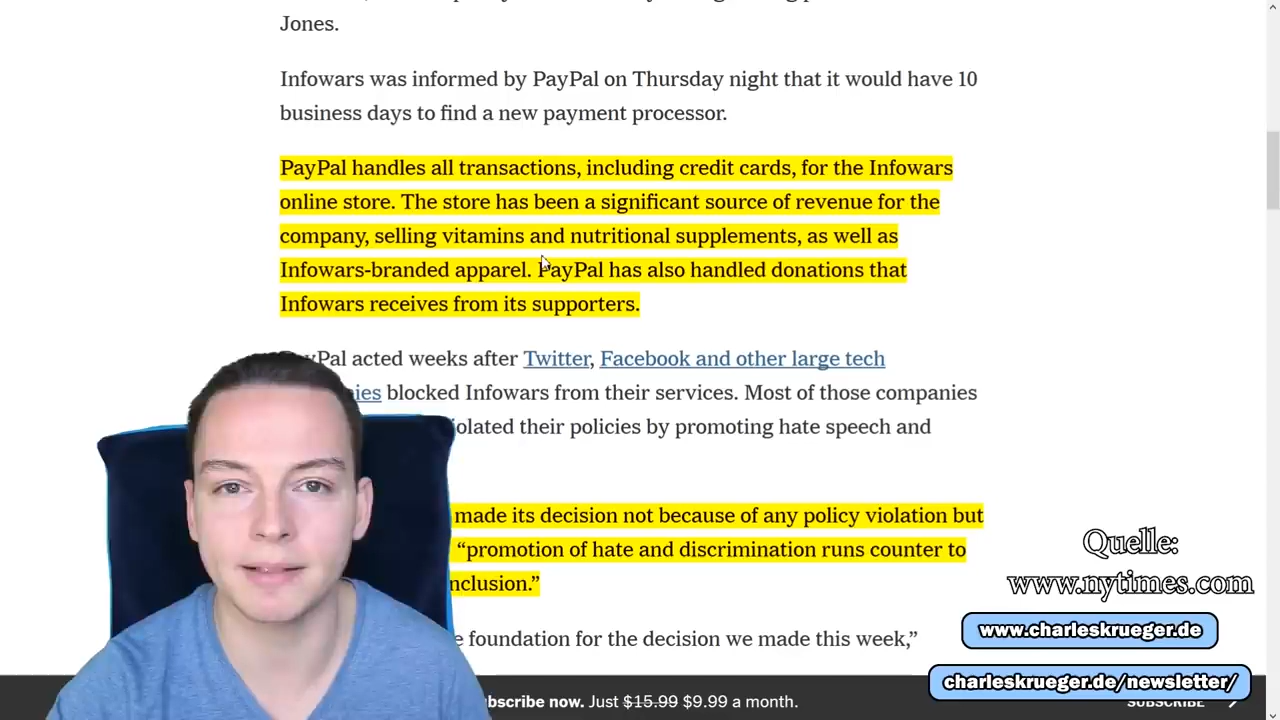 Jones.
Infowars was informed by PayPal on Thursday night that it would have 10
business days to find a new payment processor.
PayPal handles all transactions, including credit cards, for the Infowars
online store. The store has been a significant source of revenue for the
company, selling vitamins and nutritional supplements, as well as
Infowars-branded apparel. PayPal has also handled donations that
Infowars receives from its supporters.
PayPal acted weeks after Twitter, Facebook and other large tech
blocked Infowars from their services. Most of those companies
their policies by promoting hate speech and
made its decision not because of any policy violation but
“promotion of hate and discrimination runs counter to
foundation for the decision we made this week,”
Quelle:
www.nytimes.com
www.charleskrueger.de
charleskrueger.de/newsletter/
now. Just $15.99 $9.99 a month.
SUBSCRIBE